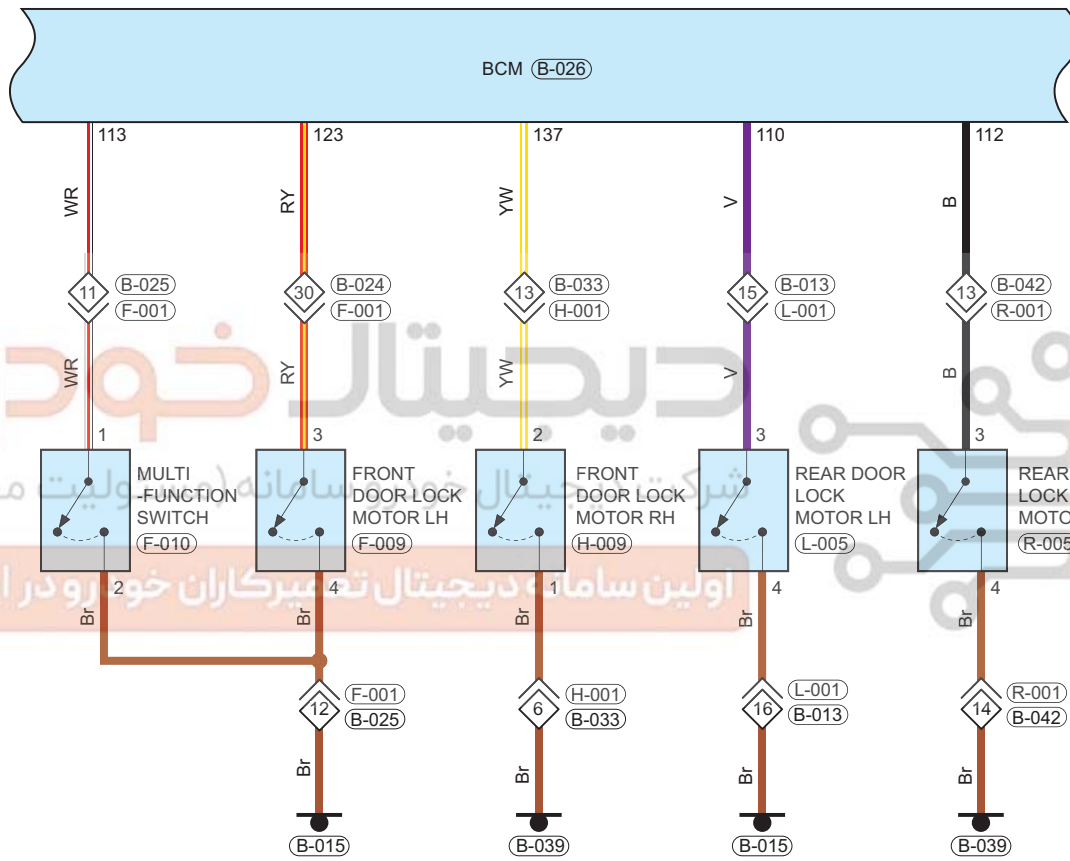 BCM B-026
113 123 137 110 112
WR RY YW V B
11 B-025 F-001
30 B-024 F-001
13 B-033 H-001
15 B-013 L-001
13 B-042 R-001
دیجیتال خود
WR RY YW V B
1 3 2 3 3
MULTI
-FUNCTION
SWITCH
F-010
FRONT
DOOR LOCK
MOTOR LH
F-009
FRONT
DOOR LOCK
MOTOR RH
H-009
REAR DOOR
LOCK
MOTOR LH
L-005
REAR
LOCK
MOTO
R-005
شرکت دیجیتال خودرو سامانه (مسئولیت م
2 4 1 4 4
اولین سامانه دیجیتال تعمیرکاران خودرو در ا
Br Br Br Br Br
12 F-001 B-025
6 H-001 B-033
16 L-001 B-013
14 R-001 B-042
Br Br Br Br
B-015 B-039 B-015 B-039